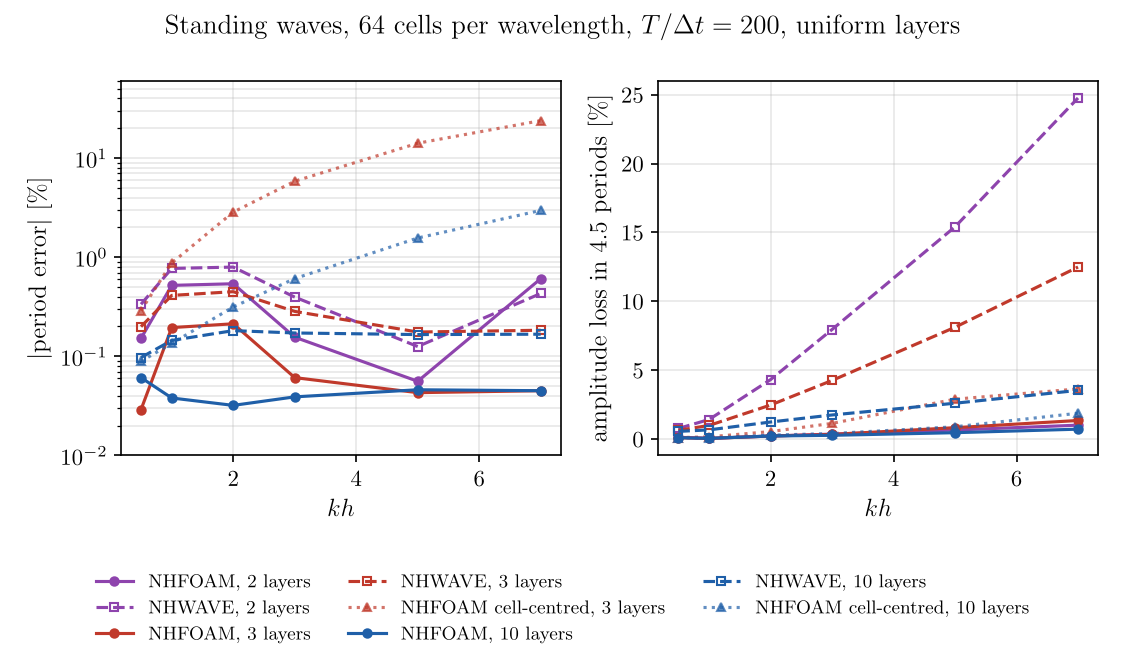 Standing waves, 64 cells per wavelength, T/Δt = 200, uniform layers
|period error| [%]
10¹
10⁰
10⁻¹
10⁻²
2 4 6
kh
amplitude loss in 4.5 periods [%]
25
20
15
10
5
0
2 4 6
kh
NHFOAM, 2 layers
NHWAVE, 2 layers
NHFOAM, 3 layers
NHWAVE, 3 layers
NHFOAM cell-centred, 3 layers
NHFOAM, 10 layers
NHWAVE, 10 layers
NHFOAM cell-centred, 10 layers